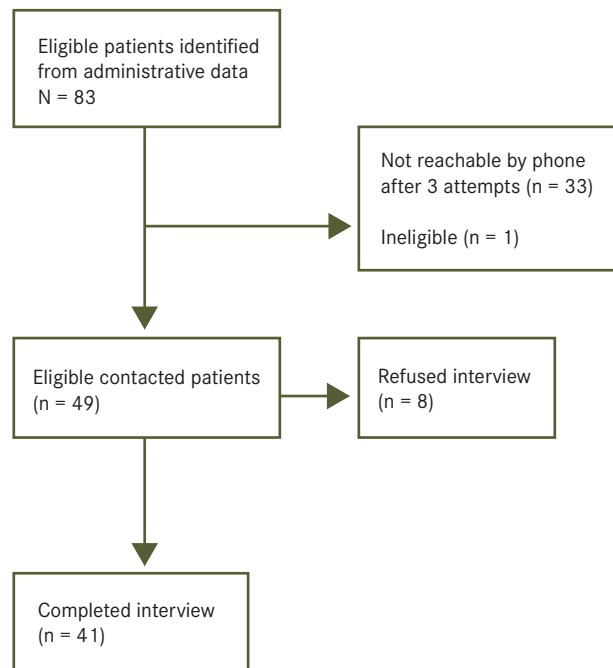 Eligible patients identified
from administrative data
N = 83
Not reachable by phone
after 3 attempts (n = 33)
Ineligible (n = 1)
Eligible contacted patients
(n = 49)
Refused interview
(n = 8)
Completed interview
(n = 41)